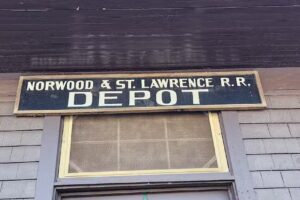 NORWOOD & ST. LAWRENCE R.R.
DEPOT